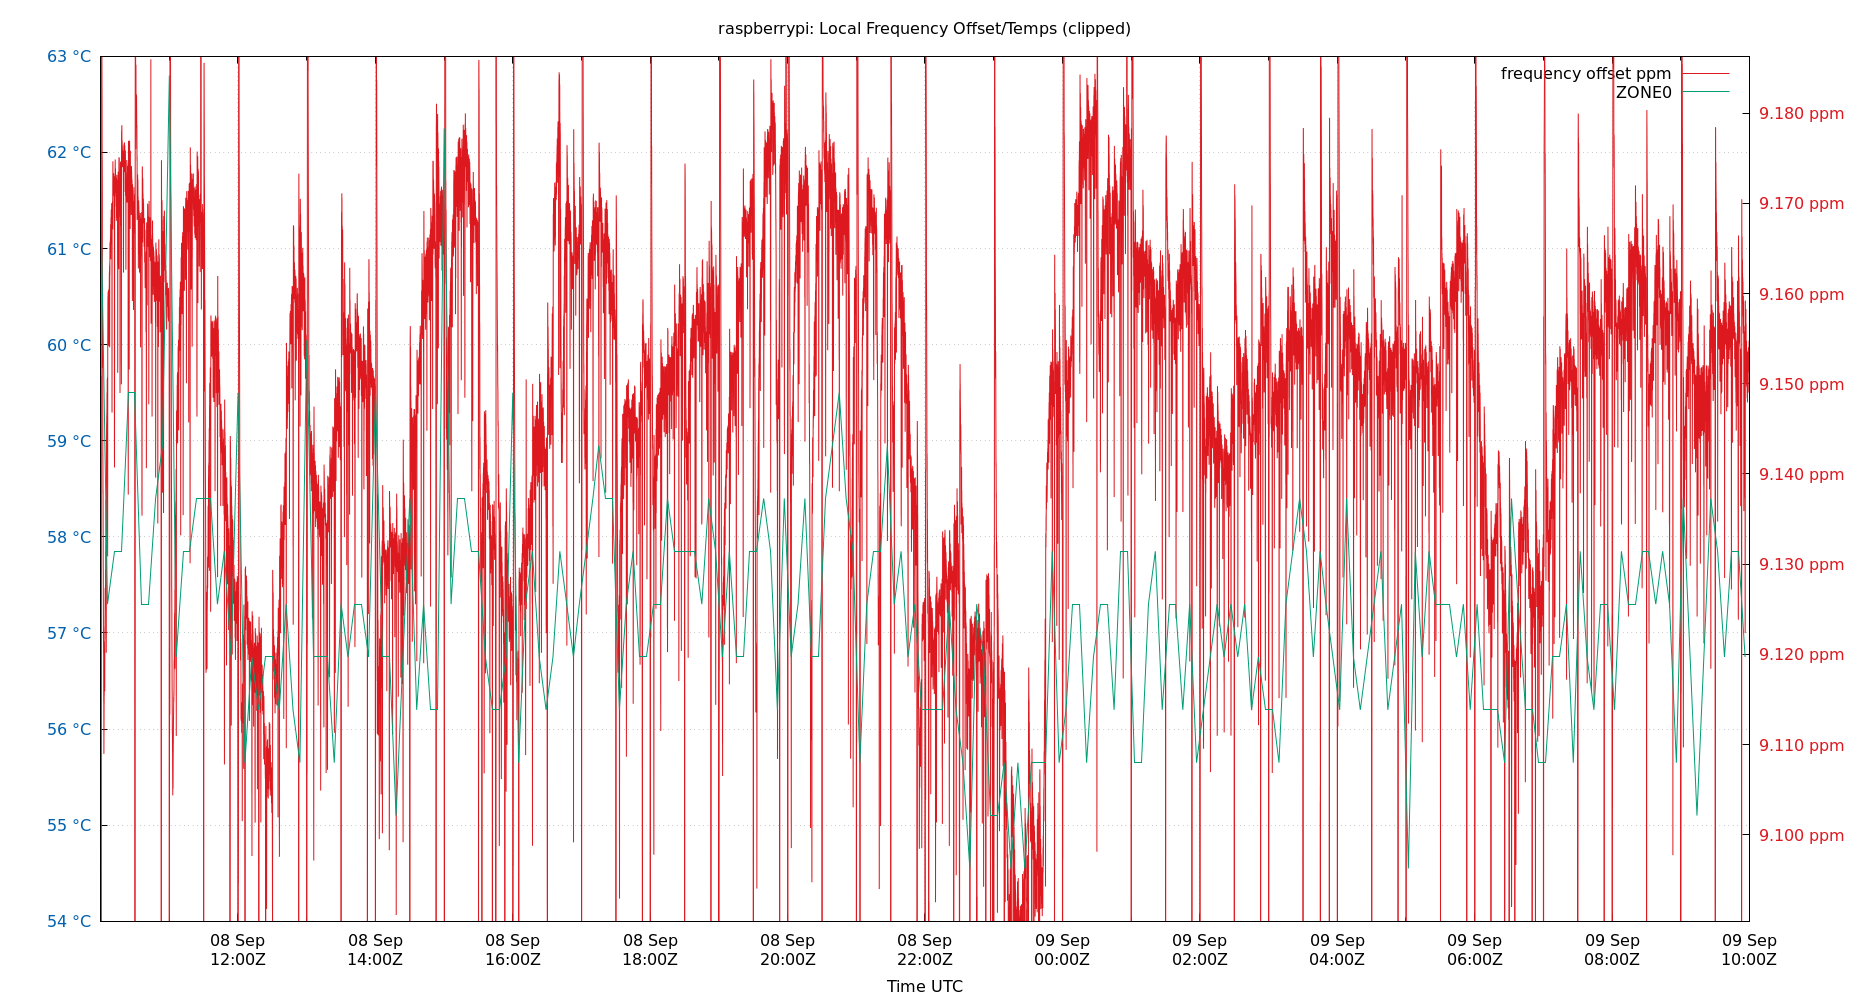 raspberrypi: Local Frequency Offset/Temps (clipped)
63 °C
62 °C
61 °C
60 °C
59 °C
58 °C
57 °C
56 °C
55 °C
54 °C
frequency offset ppm
ZONE0
9.180 ppm
9.170 ppm
9.160 ppm
9.150 ppm
9.140 ppm
9.130 ppm
9.120 ppm
9.110 ppm
9.100 ppm
08 Sep
12:00Z
08 Sep
14:00Z
08 Sep
16:00Z
08 Sep
18:00Z
08 Sep
20:00Z
08 Sep
22:00Z
09 Sep
00:00Z
09 Sep
02:00Z
09 Sep
04:00Z
09 Sep
06:00Z
09 Sep
08:00Z
09 Sep
10:00Z
Time UTC